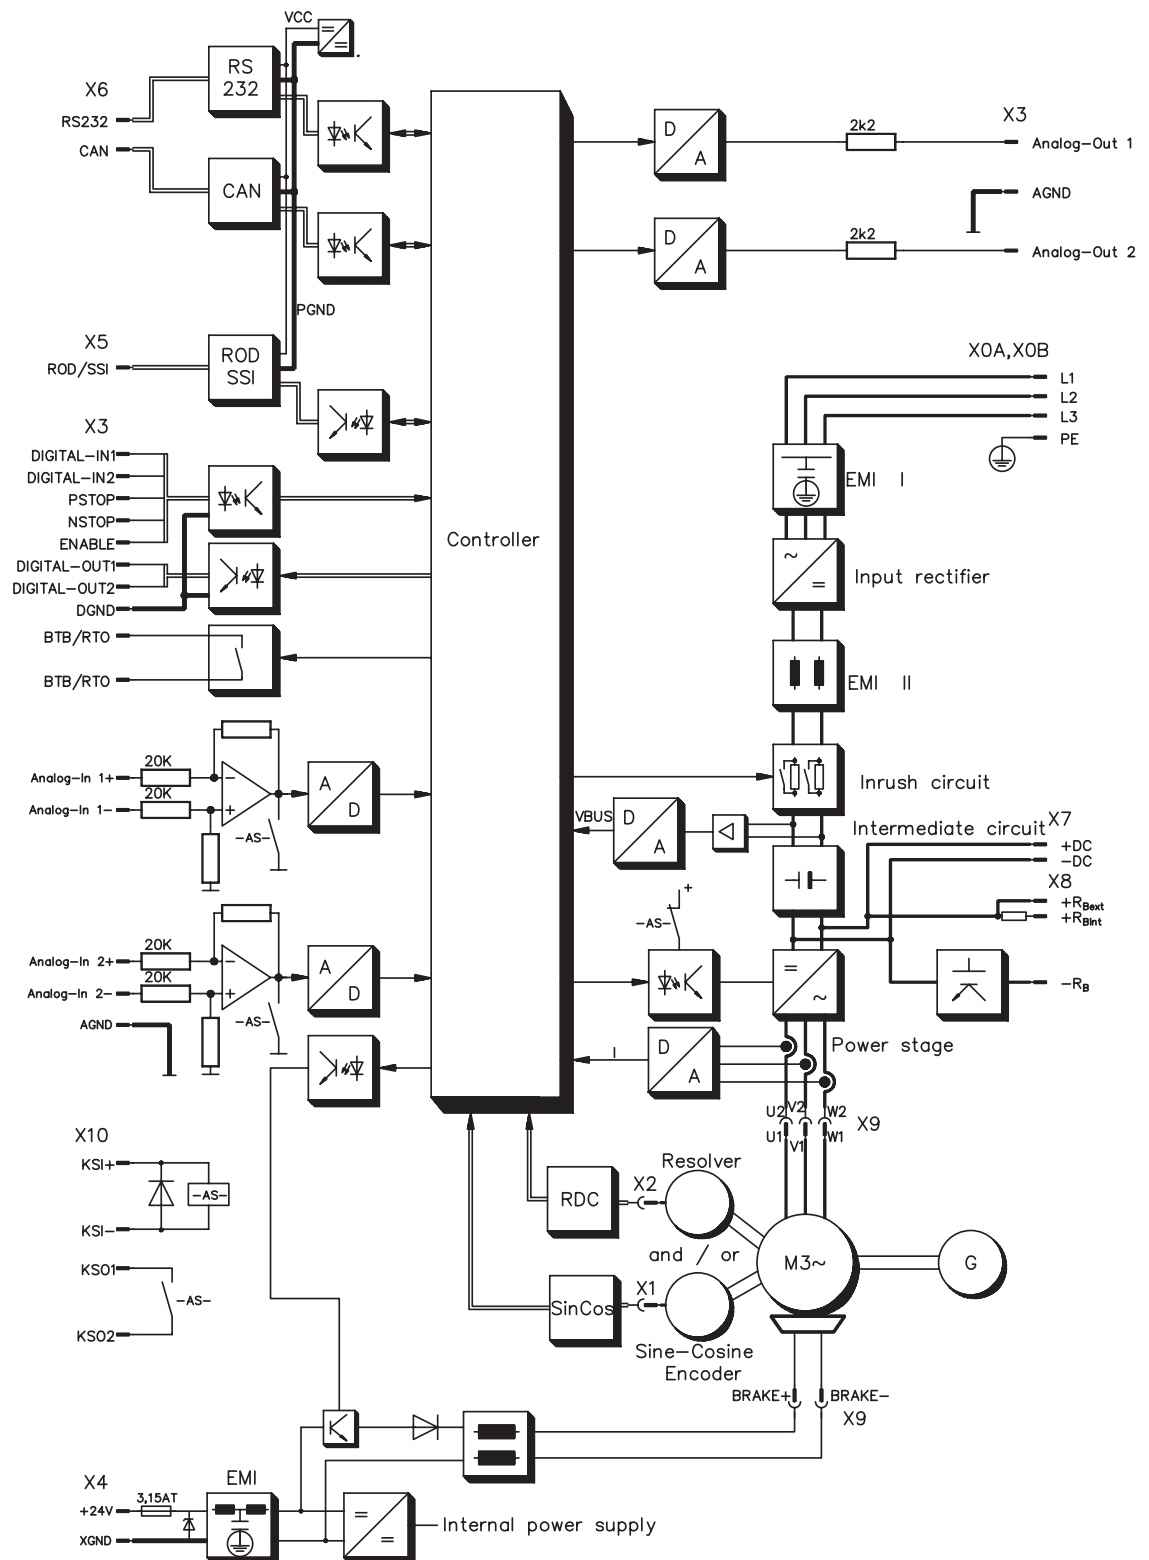 VCC
=
=
RS
232
X6
RS232
CAN
CAN
PGND
X5
ROD/SSI
ROD
SSI
X3
DIGITAL-IN1
DIGITAL-IN2
PSTOP
NSTOP
ENABLE
DIGITAL-OUT1
DIGITAL-OUT2
DGND
BTB/RTO
BTB/RTO
20K
Analog-In 1+
20K
Analog-In 1-
-
+
-AS-
A
D
20K
Analog-In 2+
20K
Analog-In 2-
-
+
-AS-
A
D
AGND
Controller
D
A
2k2
X3
Analog-Out 1
AGND
D
A
2k2
Analog-Out 2
X0A,X0B
L1
L2
L3
PE
EMI I
~
=
Input rectifier
EMI II
Inrush circuit
VBUS
D
A
Intermediate circuit
X7
+DC
-DC
X8
+RBext
+RBint
-RB
+
-AS-
=
~
Power stage
I
D
A
U2
V2
W2
X9
U1
V1
W1
X10
KSI+
-AS-
KSI-
KSO1
-AS-
KSO2
RDC
X2
Resolver
and / or
M3~
G
SinCos
X1
Sine-Cosine
Encoder
BRAKE+
BRAKE-
X9
X4
EMI
3,15AT
+24V
XGND
=
=
Internal power supply